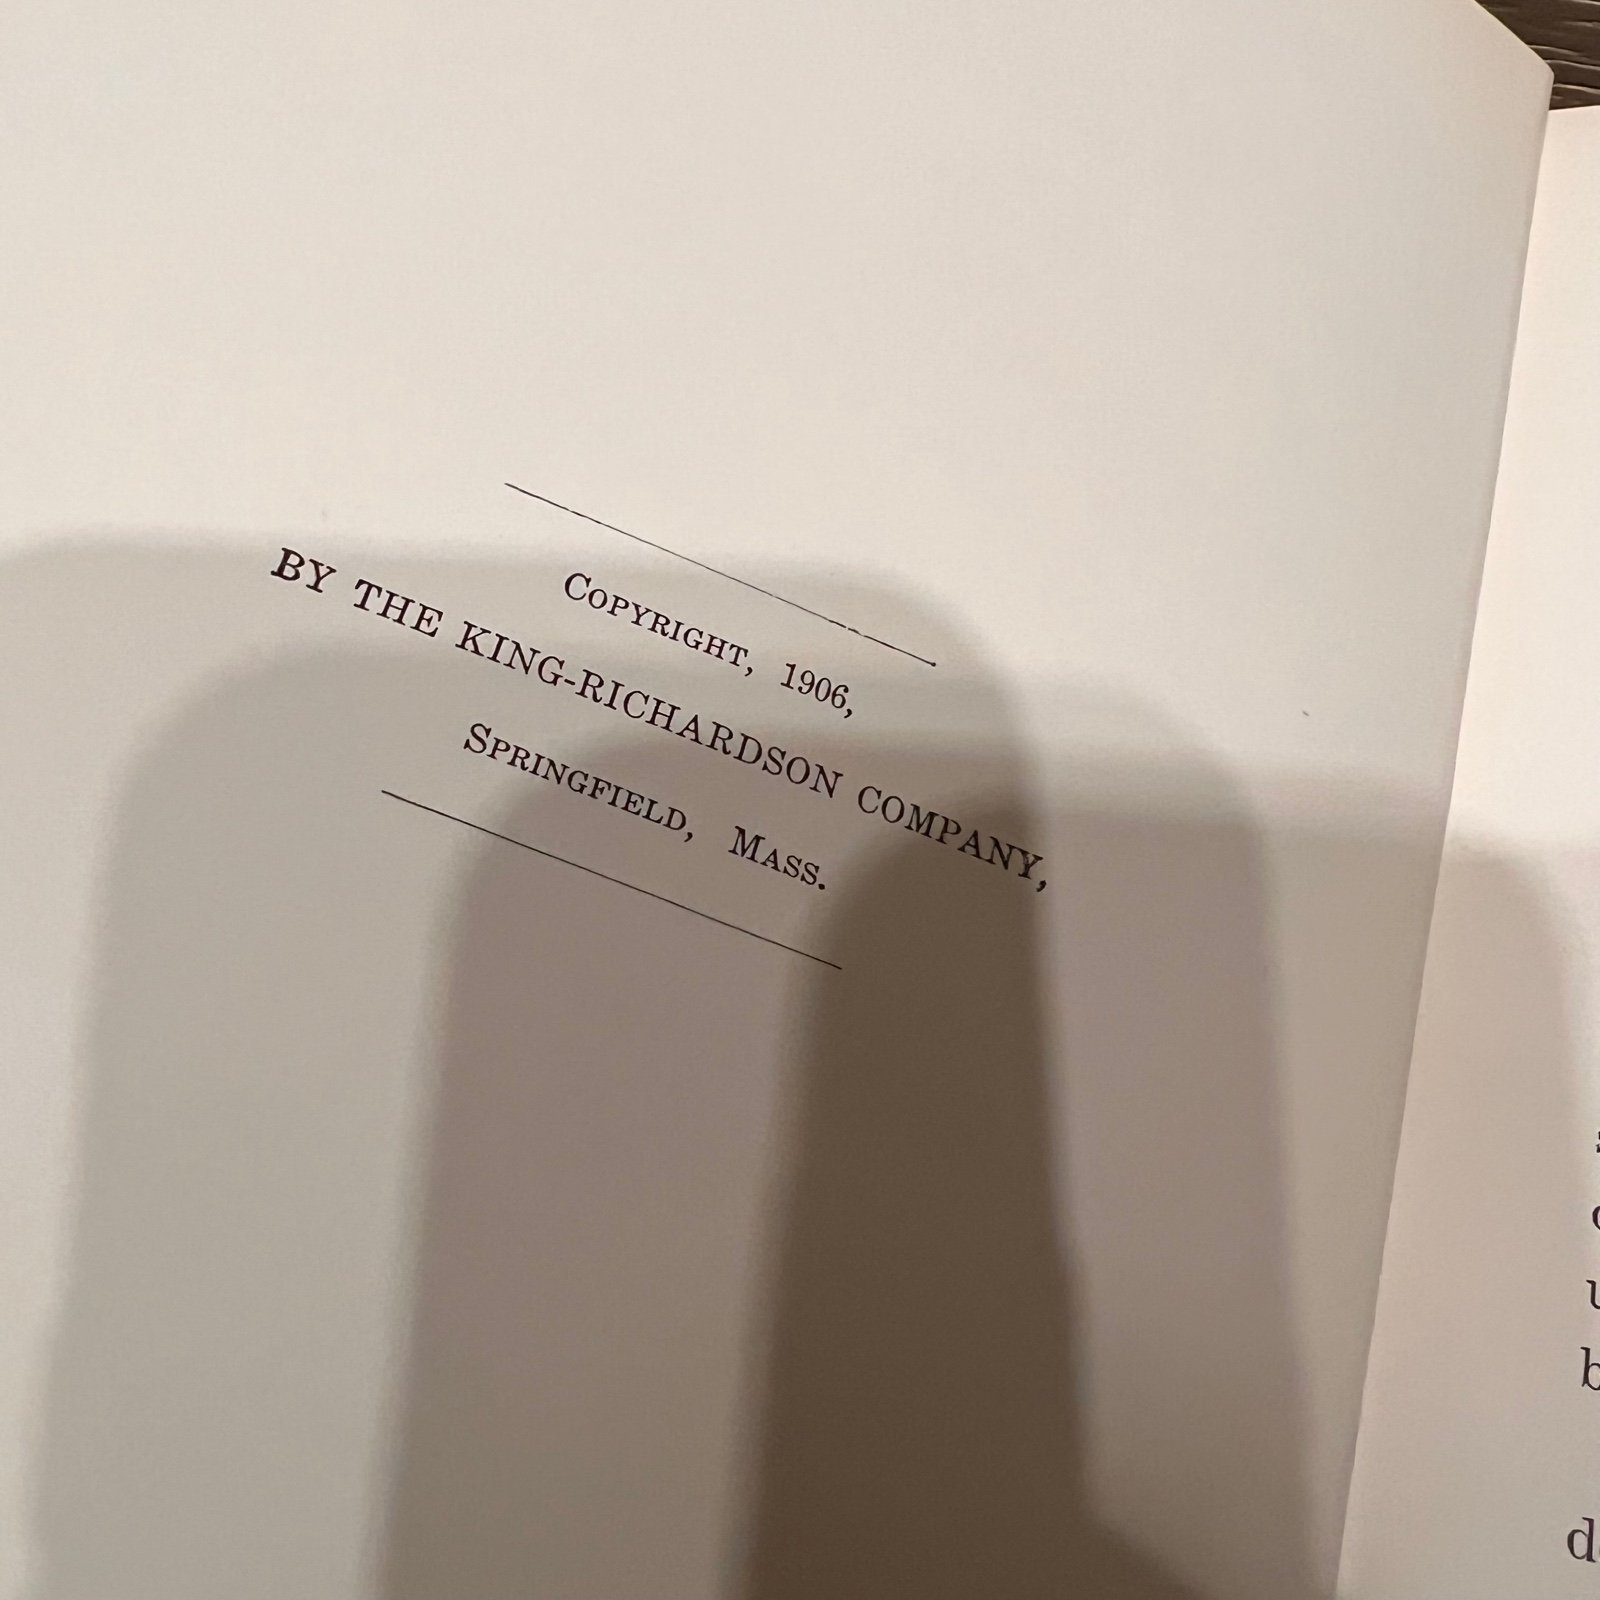 Copyright, 1906,
BY THE KING-RICHARDSON COMPANY,
Springfield, Mass.
u
b
d